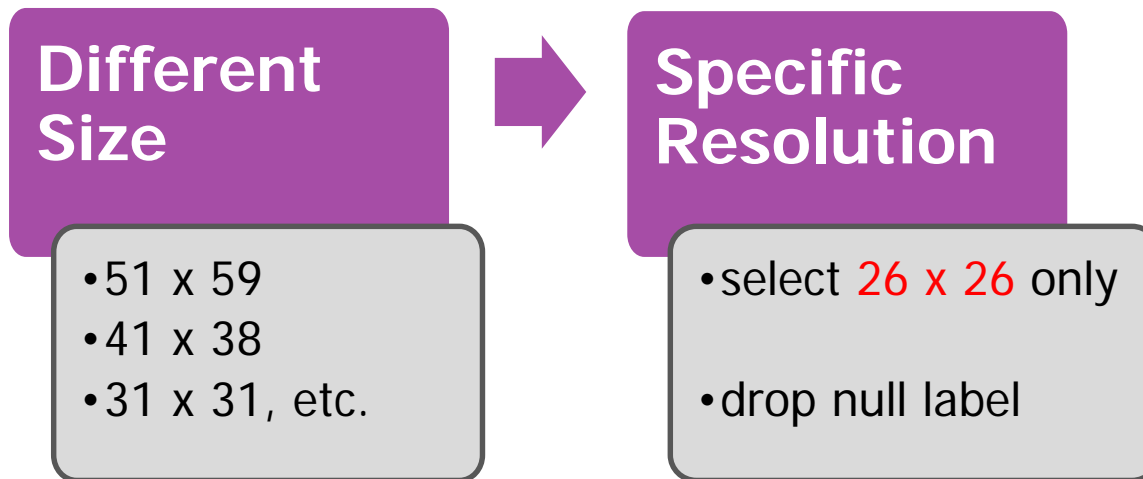 Different
Size
•51 x 59
•41 x 38
•31 x 31, etc.
Specific
Resolution
•select 26 x 26 only
•drop null label